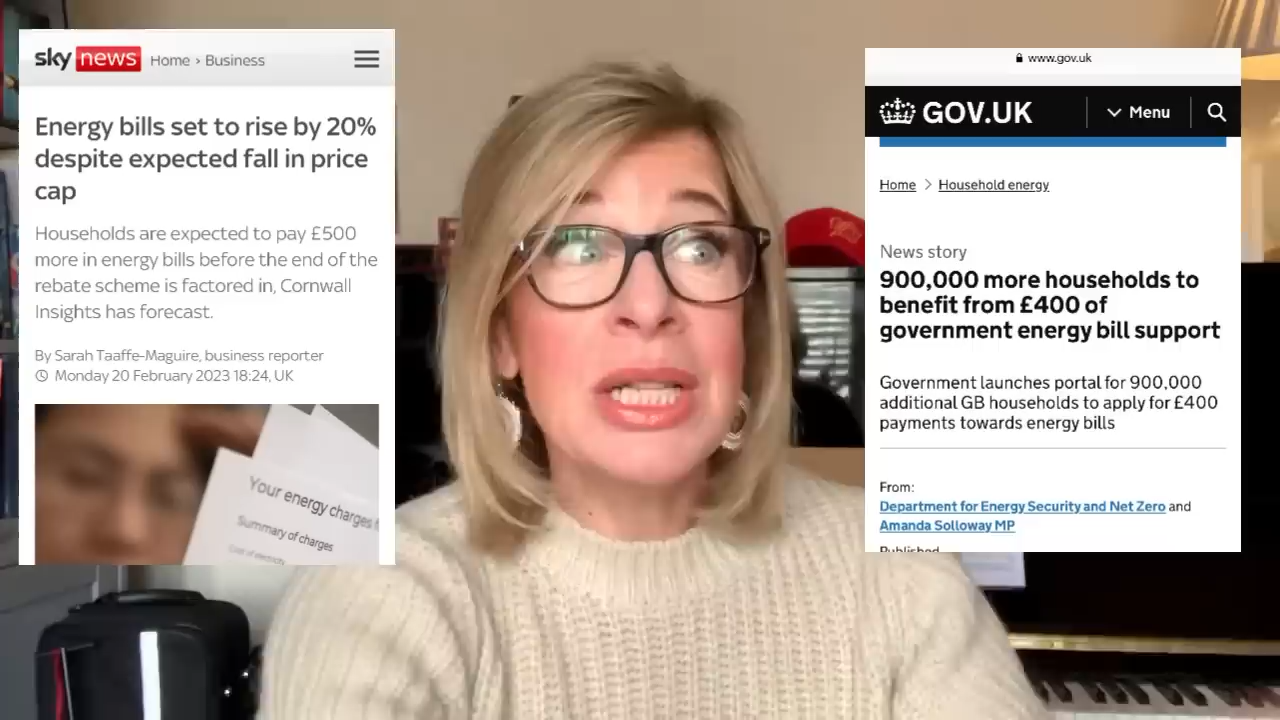 sky news Home > Business
Energy bills set to rise by 20%
despite expected fall in price
cap
Households are expected to pay £500
more in energy bills before the end of the
rebate scheme is factored in, Cornwall
Insights has forecast.
By Sarah Taaffe-Maguire, business reporter
Monday 20 February 2023 18:24, UK
Your energy charges f
Summary of charges
Cost of electricity
www.gov.uk
GOV.UK Menu
Home > Household energy
News story
900,000 more households to
benefit from £400 of
government energy bill support
Government launches portal for 900,000
additional GB households to apply for £400
payments towards energy bills
From:
Department for Energy Security and Net Zero and
Amanda Solloway MP
Published